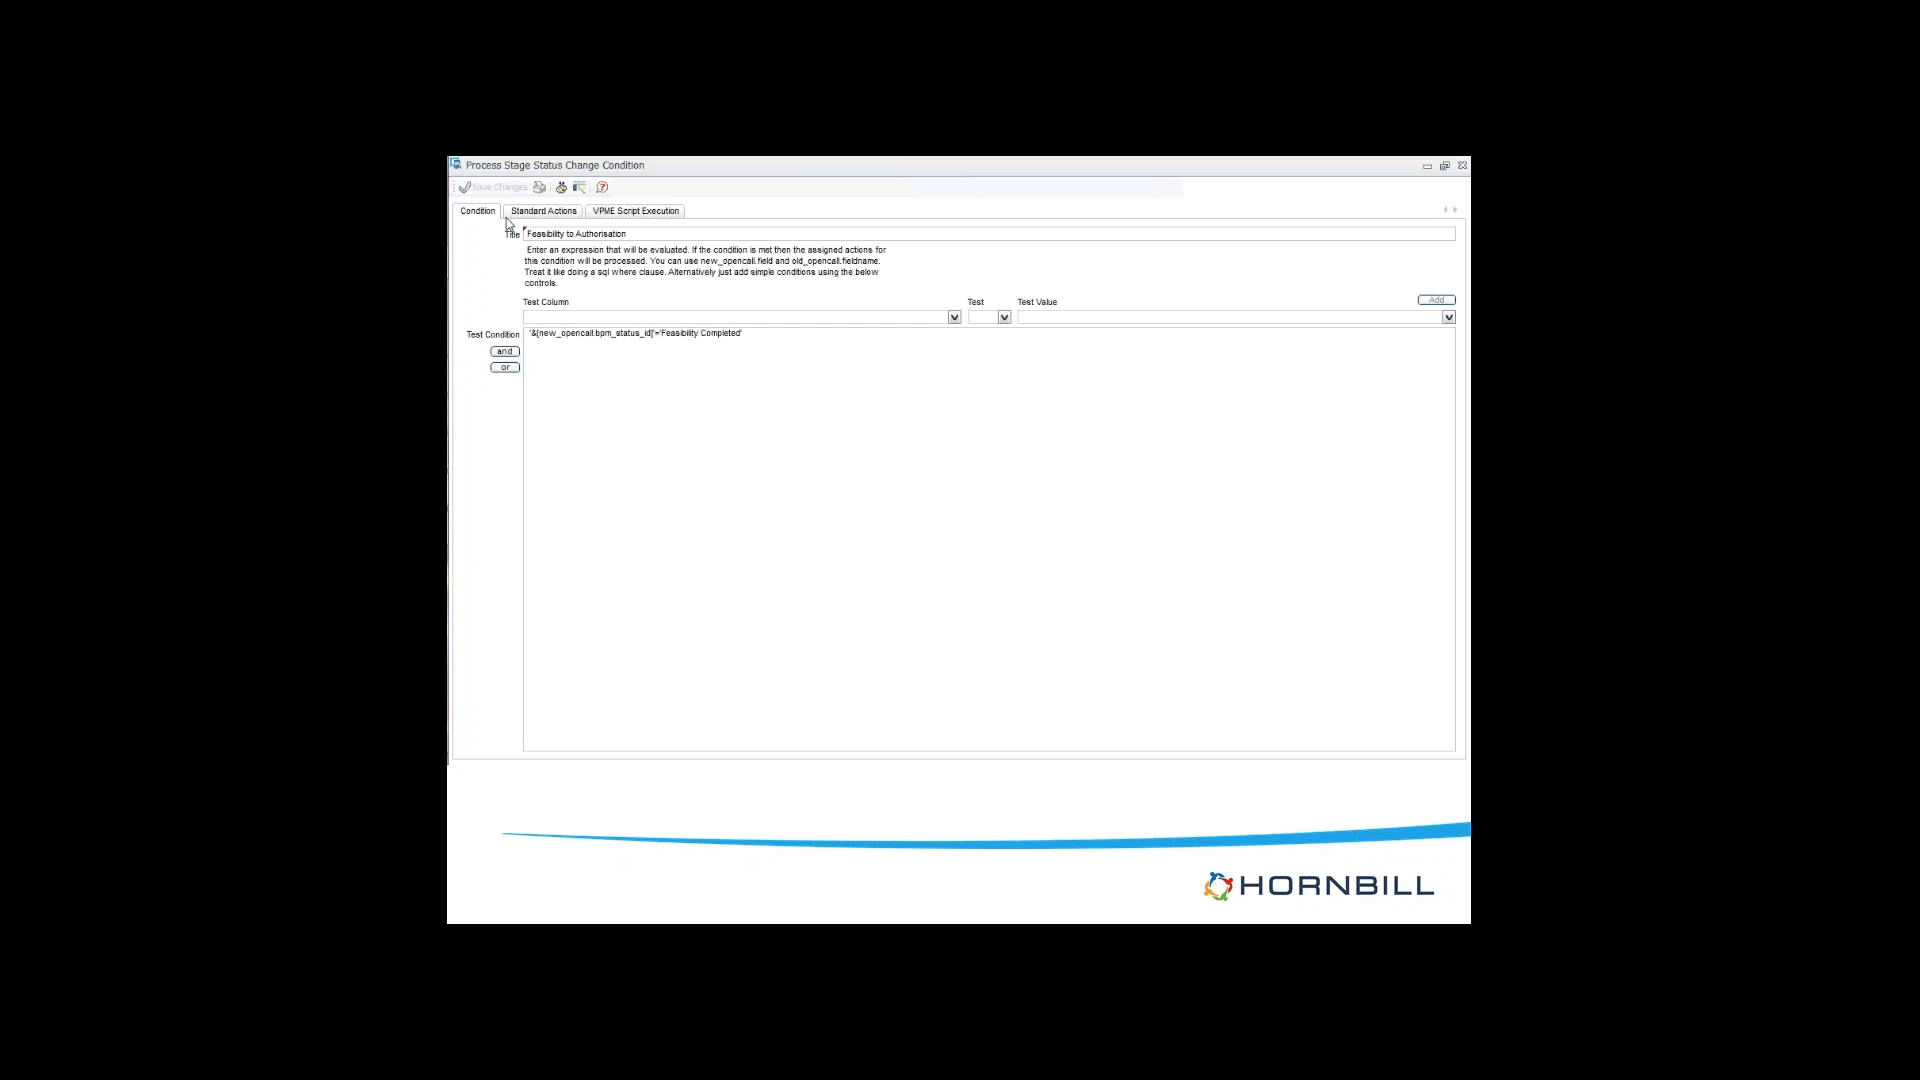 Process Stage Status Change Condition
Save Changes
Condition Standard Actions VPME Script Execution
Title Feasibility to Authorisation
Enter an expression that will be evaluated. If the condition is met then the assigned actions for
this condition will be processed. You can use new_opencall.field and old_opencall.fieldname.
Treat it like doing a sql where clause. Alternatively just add simple conditions using the below
controls.
Test Column Test Test Value Add
Test Condition '&[new_opencall.bpm_status_id]'='Feasibility Completed'
and
or
HORNBILL